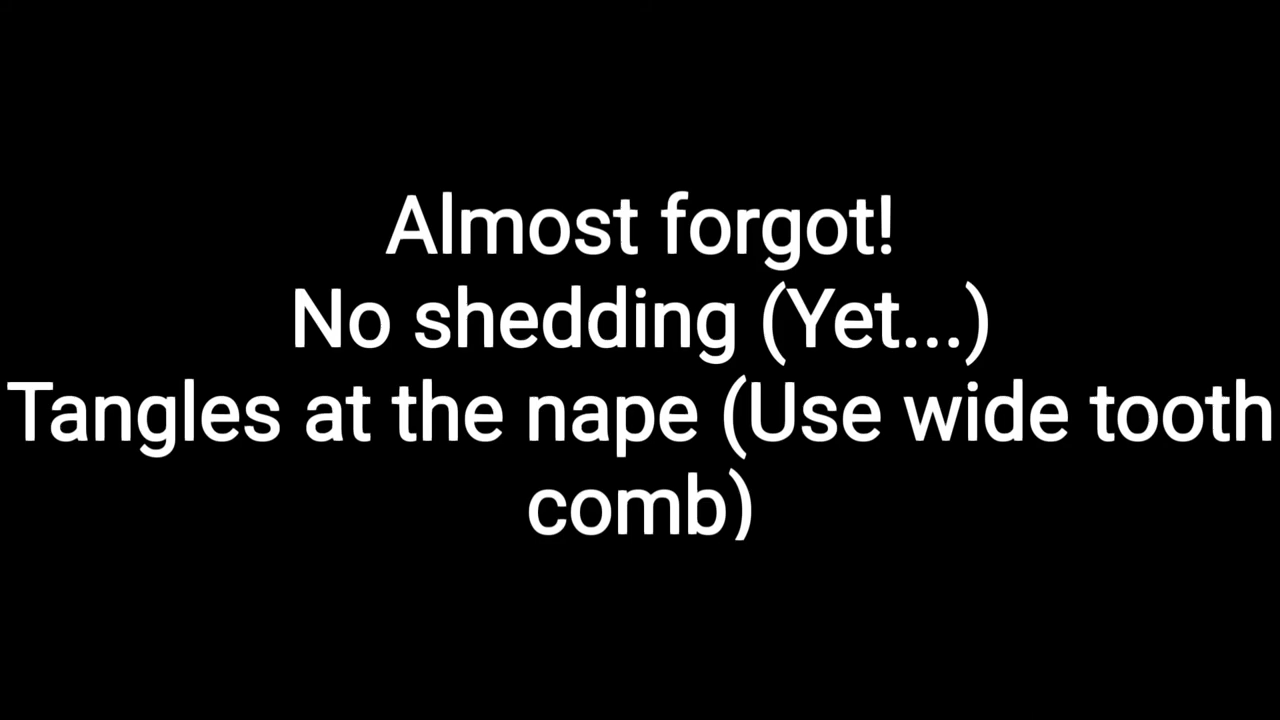 Almost forgot!
No shedding (Yet...)
Tangles at the nape (Use wide tooth
comb)